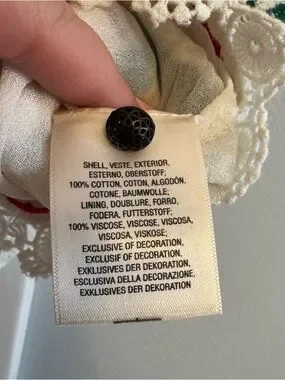 SHELL, VESTE, EXTERIOR,
ESTERNO, OBERSTOFF;
100% COTTON, COTON, ALGODÓN,
COTONE, BAUMWOLLE;
LINING, DOUBLURE, FORRO,
FODERA, FUTTERSTOFF;
100% VISCOSE, VISCOSE, VISCOSA,
VISCOSA, VISKOSE;
EXCLUSIVE OF DECORATION.
EXCLUSIF OF DECORATION.
EXKLUSIVES DER DEKORATION.
ESCLUSIVA DELLA DECORAZIONE.
EXKLUSIVES DER DEKORATION